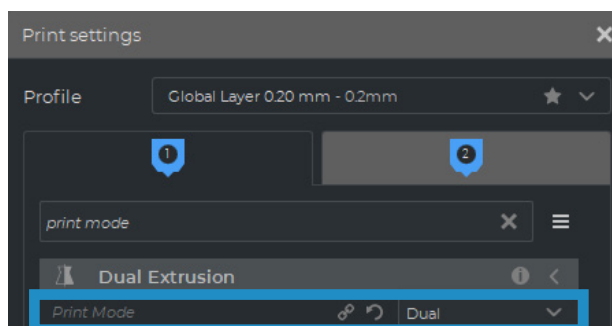 Print settings
Profile Global Layer 0.20 mm - 0.2mm
1 2
print mode
Dual Extrusion
Print Mode Dual